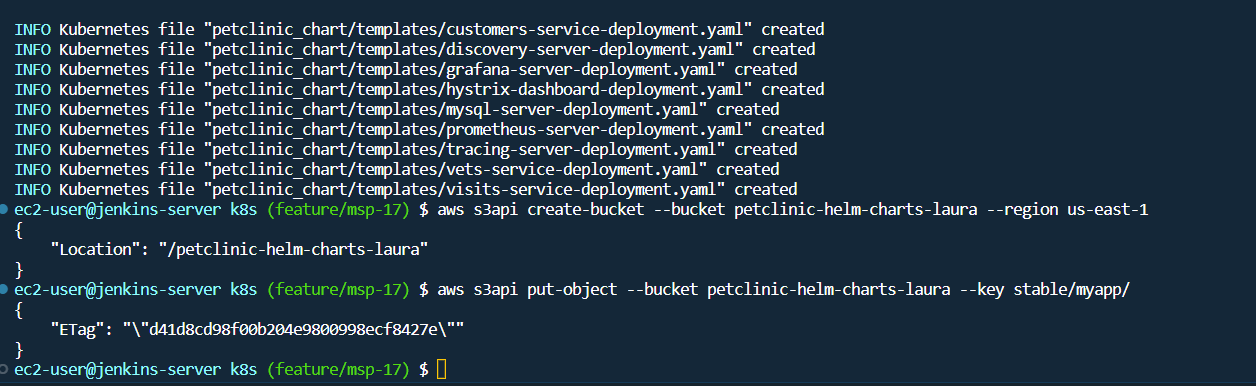 INFO Kubernetes file "petclinic_chart/templates/customers-service-deployment.yaml" created
INFO Kubernetes file "petclinic_chart/templates/discovery-server-deployment.yaml" created
INFO Kubernetes file "petclinic_chart/templates/grafana-server-deployment.yaml" created
INFO Kubernetes file "petclinic_chart/templates/hystrix-dashboard-deployment.yaml" created
INFO Kubernetes file "petclinic_chart/templates/mysql-server-deployment.yaml" created
INFO Kubernetes file "petclinic_chart/templates/prometheus-server-deployment.yaml" created
INFO Kubernetes file "petclinic_chart/templates/tracing-server-deployment.yaml" created
INFO Kubernetes file "petclinic_chart/templates/vets-service-deployment.yaml" created
INFO Kubernetes file "petclinic_chart/templates/visits-service-deployment.yaml" created
ec2-user@jenkins-server k8s (feature/msp-17) $ aws s3api create-bucket --bucket petclinic-helm-charts-laura --region us-east-1
{
    "Location": "/petclinic-helm-charts-laura"
}
ec2-user@jenkins-server k8s (feature/msp-17) $ aws s3api put-object --bucket petclinic-helm-charts-laura --key stable/myapp/
{
    "ETag": "\"d41d8cd98f00b204e9800998ecf8427e\""
}
ec2-user@jenkins-server k8s (feature/msp-17) $